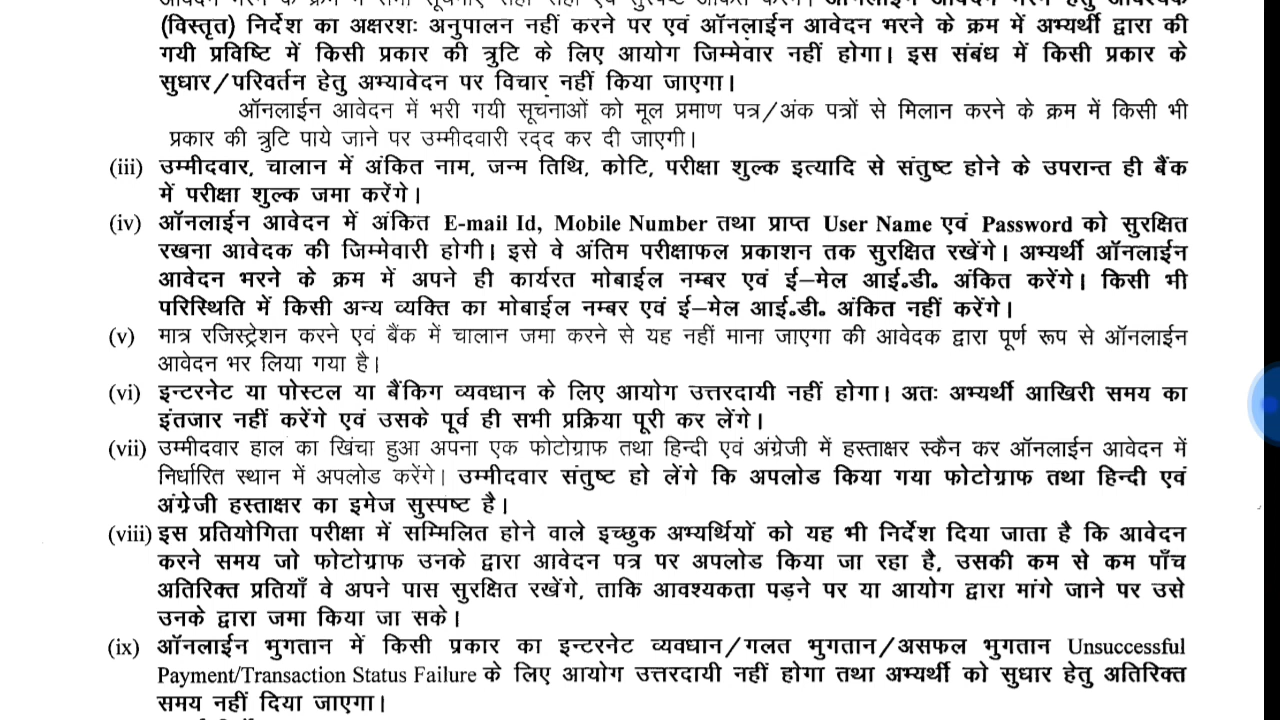 (विस्तृत) निर्देश का अक्षरशः अनुपालन नहीं करने पर एवं ऑनलाईन आवेदन भरने के क्रम में अभ्यर्थी द्वारा की
गयी प्रविष्टि में किसी प्रकार की त्रुटि के लिए आयोग जिम्मेवार नहीं होगा। इस संबंध में किसी प्रकार के
सुधार/परिवर्तन हेतु अभ्यावेदन पर विचार नहीं किया जाएगा।
ऑनलाईन आवेदन में भरी गयी सूचनाओं को मूल प्रमाण पत्र/अंक पत्रों से मिलान करने के क्रम में किसी भी
प्रकार की त्रुटि पाये जाने पर उम्मीदवारी रद्द कर दी जाएगी।
(iii) उम्मीदवार, चालान में अंकित नाम, जन्म तिथि, कोटि, परीक्षा शुल्क इत्यादि से संतुष्ट होने के उपरान्त ही बैंक
में परीक्षा शुल्क जमा करेंगे।
(iv) ऑनलाईन आवेदन में अंकित E-mail Id, Mobile Number तथा प्राप्त User Name एवं Password को सुरक्षित
रखना आवेदक की जिम्मेवारी होगी। इसे वे अंतिम परीक्षाफल प्रकाशन तक सुरक्षित रखेंगे। अभ्यर्थी ऑनलाईन
आवेदन भरने के क्रम में अपने ही कार्यरत मोबाईल नम्बर एवं ई–मेल आई०डी० अंकित करेंगे। किसी भी
परिस्थिति में किसी अन्य व्यक्ति का मोबाईल नम्बर एवं ई–मेल आई०डी० अंकित नहीं करेंगे।
(v) मात्र रजिस्ट्रेशन करने एवं बैंक में चालान जमा करने से यह नहीं माना जाएगा की आवेदक द्वारा पूर्ण रूप से ऑनलाईन
आवेदन भर लिया गया है।
(vi) इन्टरनेट या पोस्टल या बैंकिग व्यवधान के लिए आयोग उत्तरदायी नहीं होगा। अतः अभ्यर्थी आखिरी समय का
इंतजार नहीं करेंगे एवं उसके पूर्व ही सभी प्रक्रिया पूरी कर लेंगे।
(vii) उम्मीदवार हाल का खिंचा हुआ अपना एक फोटोग्राफ तथा हिन्दी एवं अंग्रेजी में हस्ताक्षर स्कैन कर ऑनलाईन आवेदन में
निर्धारित स्थान में अपलोड करेंगे। उम्मीदवार संतुष्ट हो लेंगे कि अपलोड किया गया फोटोग्राफ तथा हिन्दी एवं
अंग्रेजी हस्ताक्षर का इमेज सुस्पष्ट है।
(viii) इस प्रतियोगिता परीक्षा में सम्मिलित होने वाले इच्छुक अभ्यर्थियों को यह भी निर्देश दिया जाता है कि आवेदन
करने समय जो फोटोग्राफ उनके द्वारा आवेदन पत्र पर अपलोड किया जा रहा है, उसकी कम से कम पाँच
अतिरिक्त प्रतियाँ वे अपने पास सुरक्षित रखेंगे, ताकि आवश्यकता पड़ने पर या आयोग द्वारा मांगे जाने पर उसे
उनके द्वारा जमा किया जा सके।
(ix) ऑनलाईन भुगतान में किसी प्रकार का इन्टरनेट व्यवधान/गलत भुगतान/असफल भुगतान Unsuccessful
Payment/Transaction Status Failure के लिए आयोग उत्तरदायी नहीं होगा तथा अभ्यर्थी को सुधार हेतु अतिरिक्त
समय नहीं दिया जाएगा।